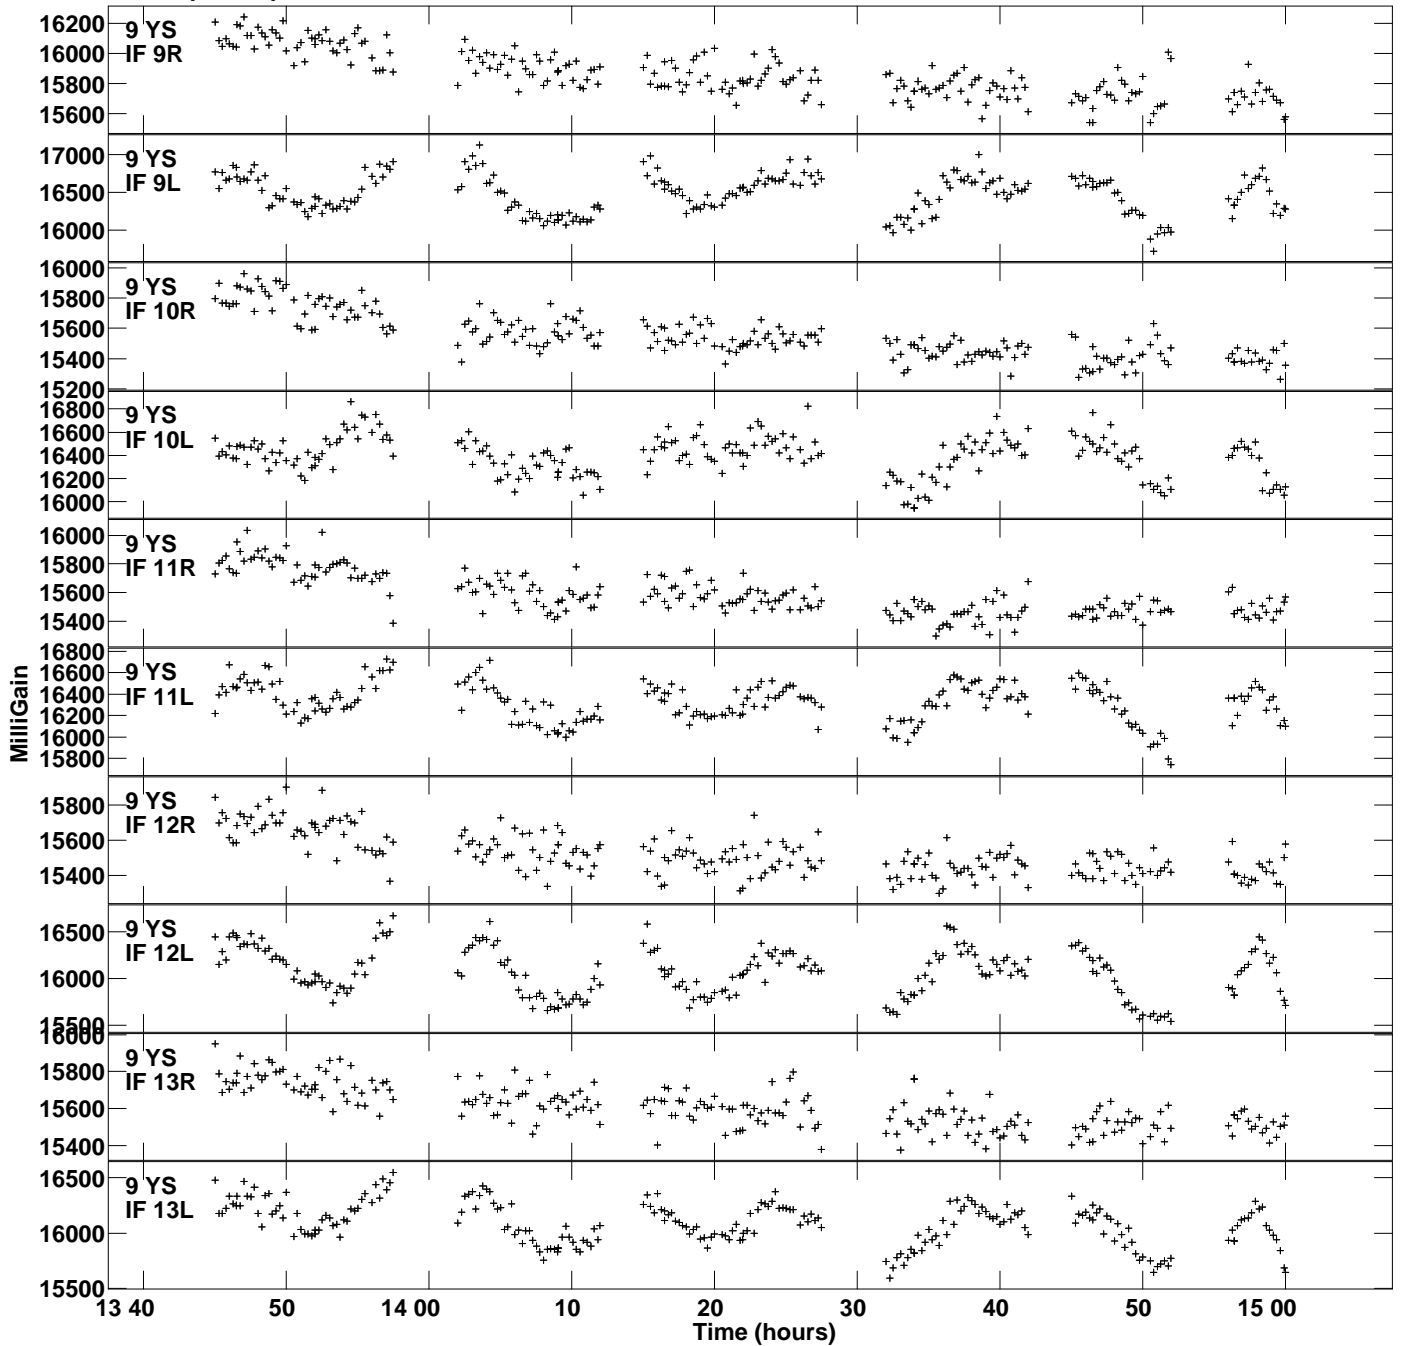 16200
16000
15800
15600
9 YS
IF 9R
17000
16500
16000
9 YS
IF 9L
16000
15800
15600
15400
15200
9 YS
IF 10R
16800
16600
16400
16200
16000
9 YS
IF 10L
16000
15800
15600
15400
9 YS
IF 11R
16800
16600
16400
16200
16000
15800
9 YS
IF 11L
15800
15600
15400
9 YS
IF 12R
16500
16000
15500
9 YS
IF 12L
16000
15800
15600
15400
9 YS
IF 13R
16500
16000
15500
9 YS
IF 13L
MilliGain
13 40 50 14 00 10 20 30 40 50 15 00
Time (hours)